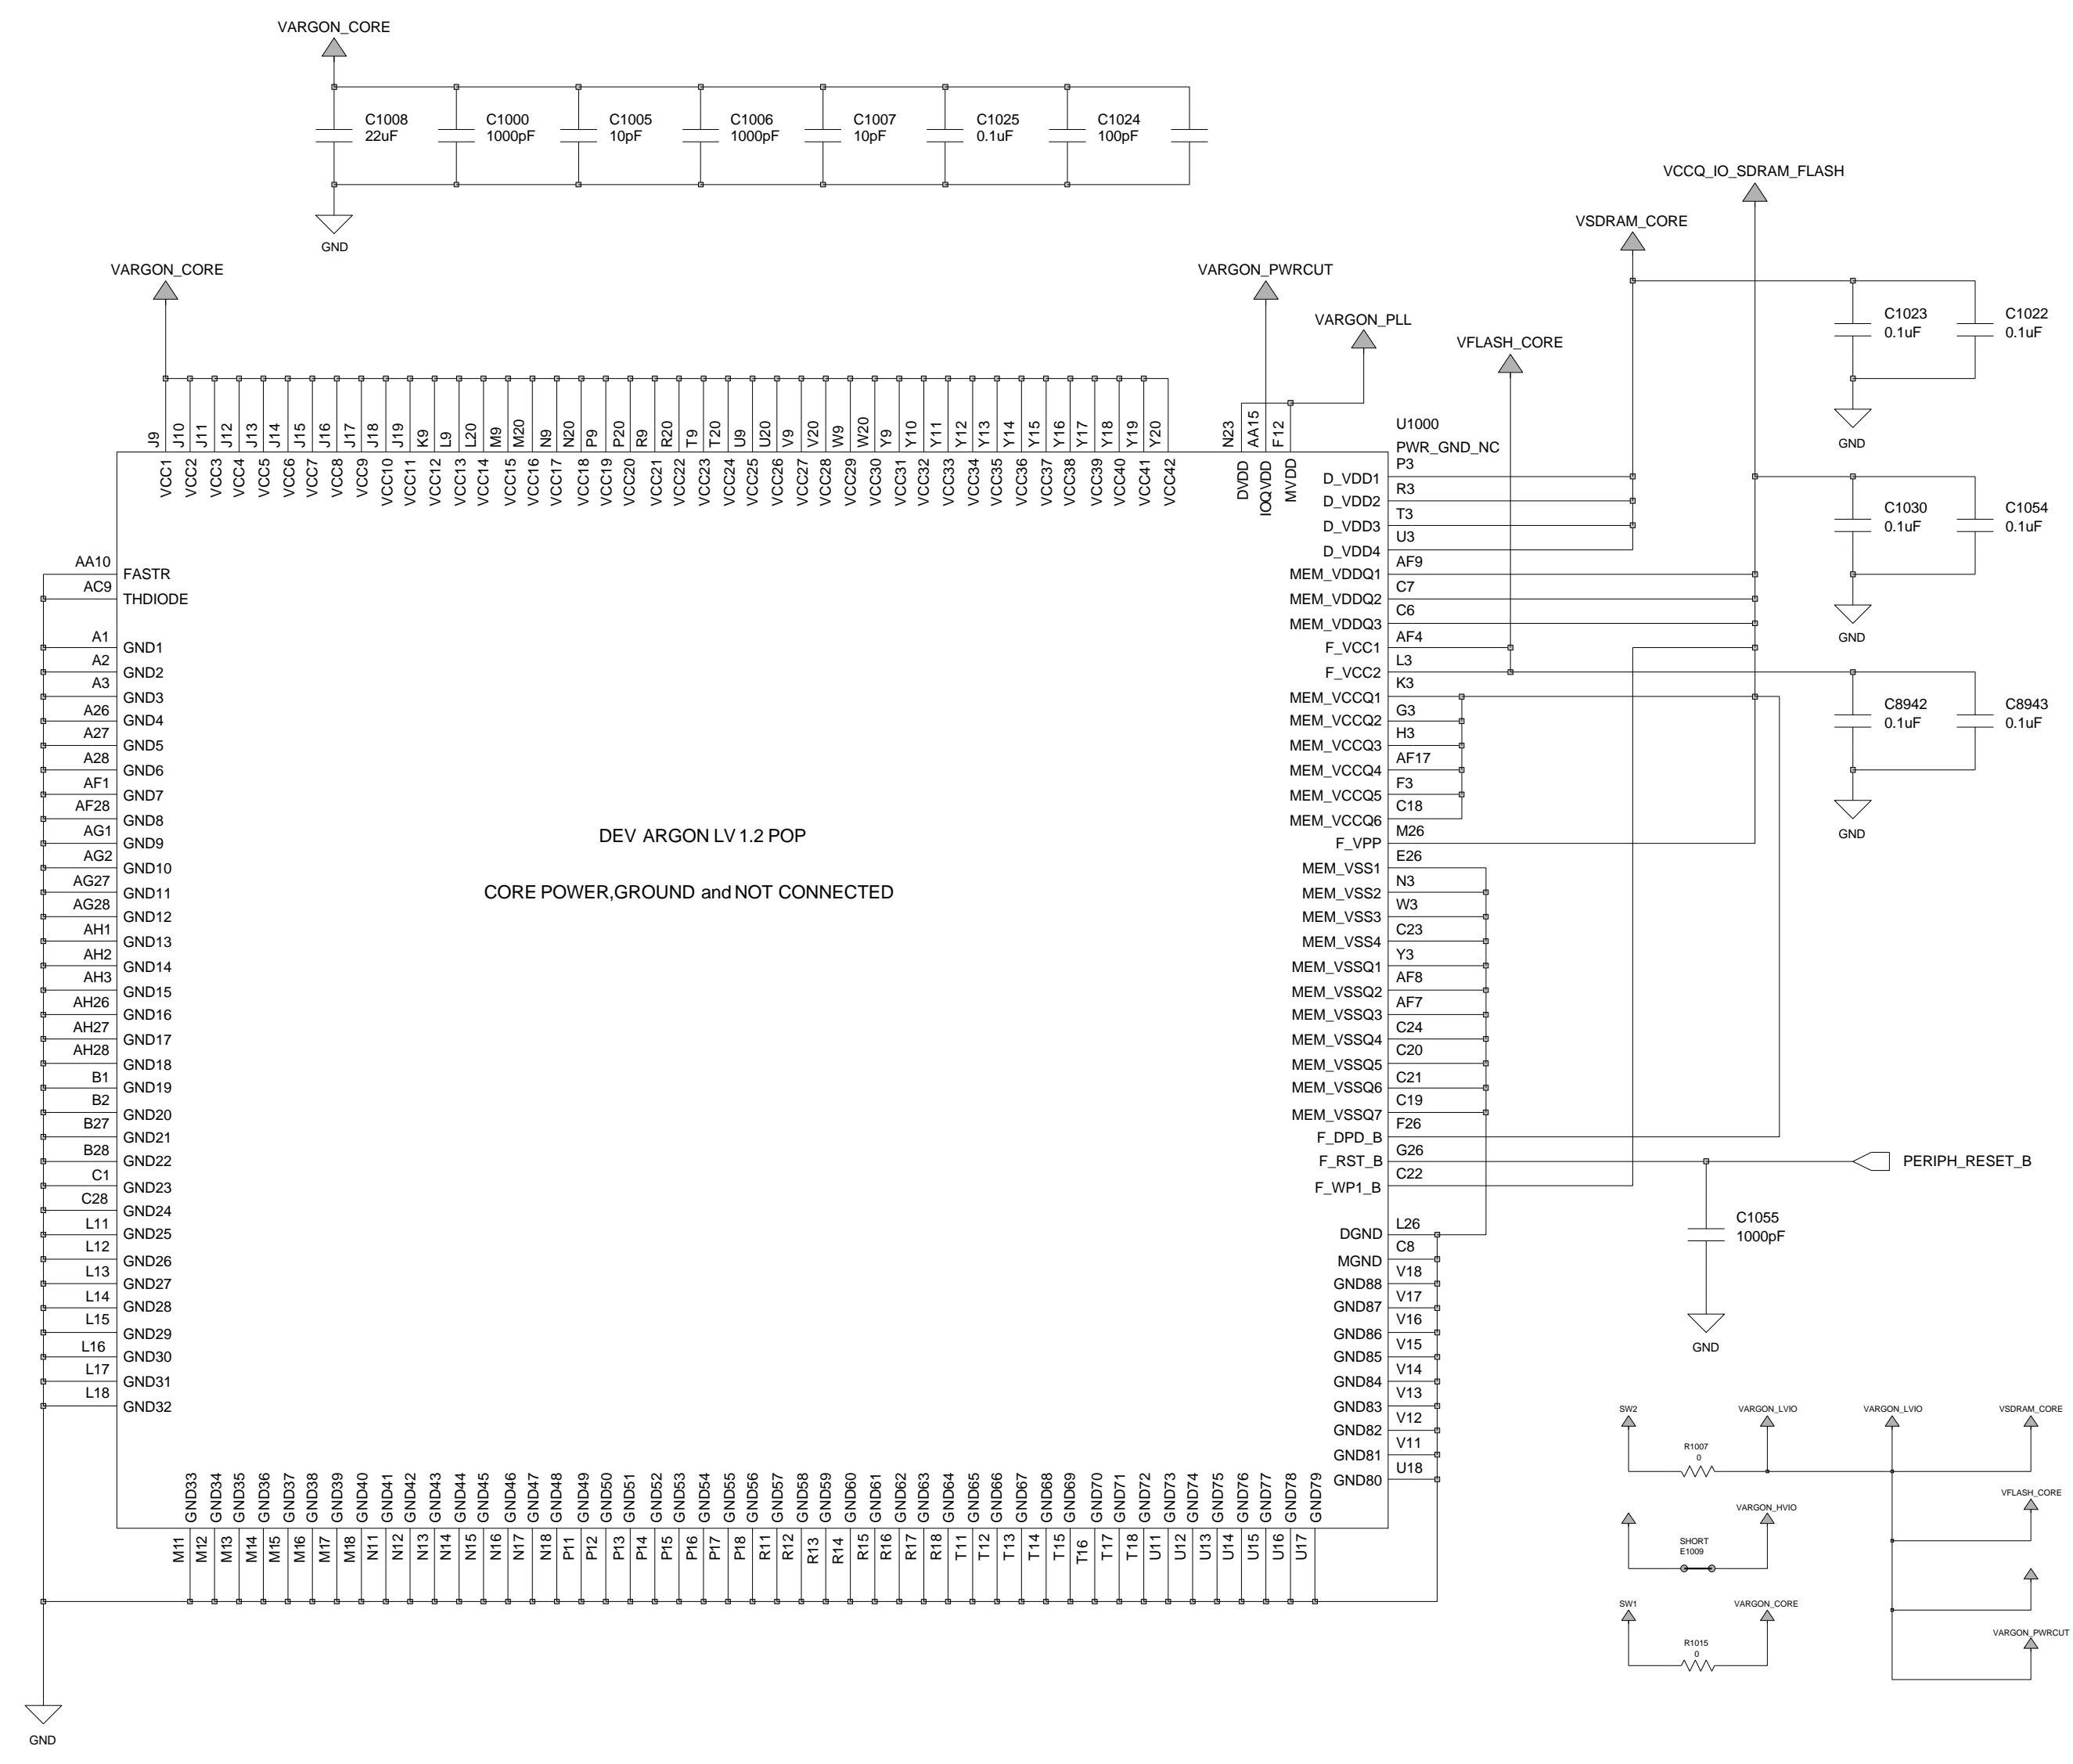 VARGON_CORE
C1008
22uF
C1000
1000pF
C1005
10pF
C1006
1000pF
C1007
10pF
C1025
0.1uF
C1024
100pF
GND
VCCQ_IO_SDRAM_FLASH
VSDRAM_CORE
VARGON_CORE
VARGON_PWRCUT
VARGON_PLL
VFLASH_CORE
C1023
0.1uF
C1022
0.1uF
GND
J9 J10 J11 J12 J13 J14 J15 J16 J17 J18 J19 K9 L9 L20 M9 M20 N9 N20 P9 P20 R9 R20 T9 T20 U9 U20 V9 V20 W9 W20 Y9 Y10 Y11 Y12 Y13 Y14 Y15 Y16 Y17 Y18 Y19 Y20 N23 AA15 F12
VCC1 VCC2 VCC3 VCC4 VCC5 VCC6 VCC7 VCC8 VCC9 VCC10 VCC11 VCC12 VCC13 VCC14 VCC15 VCC16 VCC17 VCC18 VCC19 VCC20 VCC21 VCC22 VCC23 VCC24 VCC25 VCC26 VCC27 VCC28 VCC29 VCC30 VCC31 VCC32 VCC33 VCC34 VCC35 VCC36 VCC37 VCC38 VCC39 VCC40 VCC41 VCC42 DVDD IOQVDD MVDD
U1000
PWR_GND_NC
AA10 FASTR
AC9 THDIODE
A1 GND1
A2 GND2
A3 GND3
A26 GND4
A27 GND5
A28 GND6
AF1 GND7
AF28 GND8
AG1 GND9
AG2 GND10
AG27 GND11
AG28 GND12
AH1 GND13
AH2 GND14
AH3 GND15
AH26 GND16
AH27 GND17
AH28 GND18
B1 GND19
B2 GND20
B27 GND21
B28 GND22
C1 GND23
C28 GND24
L11 GND25
L12 GND26
L13 GND27
L14 GND28
L15 GND29
L16 GND30
L17 GND31
L18 GND32
DEV ARGON LV 1.2 POP
CORE POWER,GROUND and NOT CONNECTED
D_VDD1 P3
D_VDD2 R3
D_VDD3 T3
D_VDD4 U3
MEM_VDDQ1 AF9
MEM_VDDQ2 C7
MEM_VDDQ3 C6
F_VCC1 AF4
F_VCC2 L3
MEM_VCCQ1 K3
MEM_VCCQ2 G3
MEM_VCCQ3 H3
MEM_VCCQ4 AF17
MEM_VCCQ5 F3
MEM_VCCQ6 C18
F_VPP M26
MEM_VSS1 E26
MEM_VSS2 N3
MEM_VSS3 W3
MEM_VSS4 C23
MEM_VSSQ1 Y3
MEM_VSSQ2 AF8
MEM_VSSQ3 AF7
MEM_VSSQ4 C24
MEM_VSSQ5 C20
MEM_VSSQ6 C21
MEM_VSSQ7 C19
F_DPD_B F26
F_RST_B G26
F_WP1_B C22
DGND L26
MGND C8
GND88 V18
GND87 V17
GND86 V16
GND85 V15
GND84 V14
GND83 V13
GND82 V12
GND81 V11
GND80 U18
C1030
0.1uF
C1054
0.1uF
GND
C8942
0.1uF
C8943
0.1uF
GND
PERIPH_RESET_B
C1055
1000pF
GND
GND33 GND34 GND35 GND36 GND37 GND38 GND39 GND40 GND41 GND42 GND43 GND44 GND45 GND46 GND47 GND48 GND49 GND50 GND51 GND52 GND53 GND54 GND55 GND56 GND57 GND58 GND59 GND60 GND61 GND62 GND63 GND64 GND65 GND66 GND67 GND68 GND69 GND70 GND71 GND72 GND73 GND74 GND75 GND76 GND77 GND78 GND79
M11 M12 M13 M14 M15 M16 M17 M18 N11 N12 N13 N14 N15 N16 N17 N18 P11 P12 P13 P14 P15 P16 P17 P18 R11 R12 R13 R14 R15 R16 R17 R18 T11 T12 T13 T14 T15 T16 T17 T18 U11 U12 U13 U14 U15 U16 U17
GND
SW2 VARGON_LVIO VARGON_LVIO VSDRAM_CORE
R1007
0
VFLASH_CORE
VARGON_HVIO
SHORT
E1009
SW1 VARGON_CORE
VARGON_PWRCUT
R1015
0